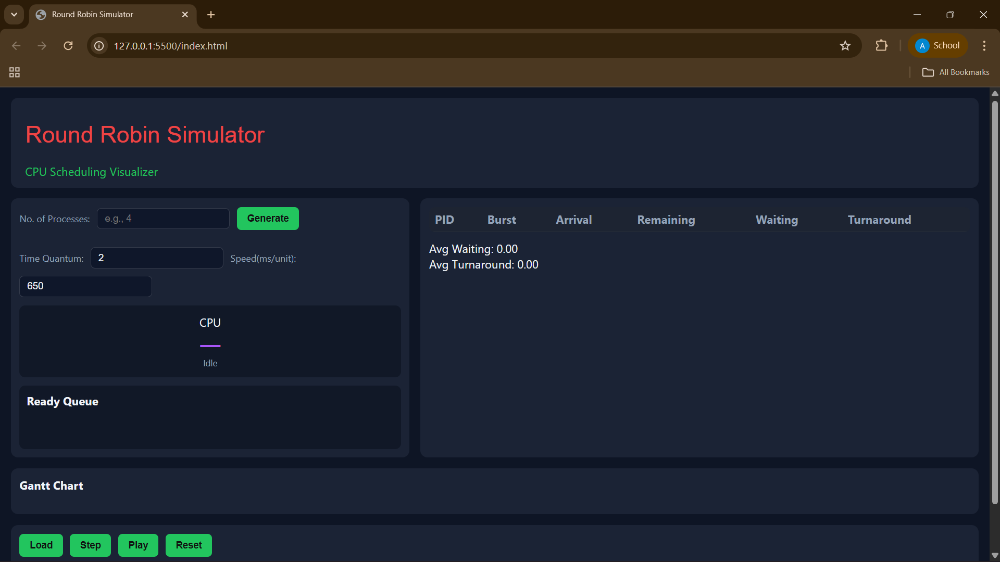 Round Robin Simulator
127.0.0.1:5500/index.html
A School
All Bookmarks
Round Robin Simulator
CPU Scheduling Visualizer
No. of Processes: e.g., 4 Generate
Time Quantum: 2 Speed(ms/unit):
650
CPU
Idle
Ready Queue
PID Burst Arrival Remaining Waiting Turnaround
Avg Waiting: 0.00
Avg Turnaround: 0.00
Gantt Chart
Load Step Play Reset